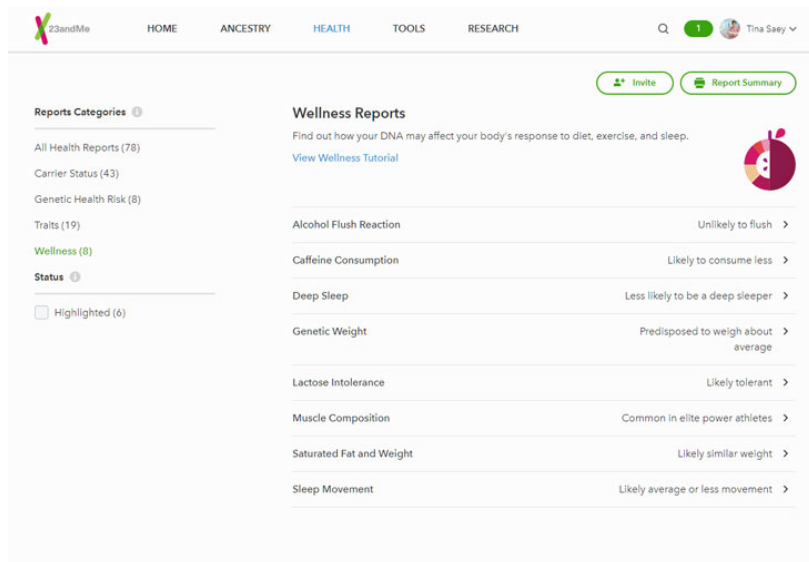 23andMe
HOME
ANCESTRY
HEALTH
TOOLS
RESEARCH
1
Tina Saey
Invite
Report Summary
Reports Categories
All Health Reports (78)
Carrier Status (43)
Genetic Health Risk (8)
Traits (19)
Wellness (8)
Status
Highlighted (6)
Wellness Reports
Find out how your DNA may affect your body's response to diet, exercise, and sleep.
View Wellness Tutorial
Alcohol Flush Reaction
Unlikely to flush
Caffeine Consumption
Likely to consume less
Deep Sleep
Less likely to be a deep sleeper
Genetic Weight
Predisposed to weigh about
average
Lactose Intolerance
Likely tolerant
Muscle Composition
Common in elite power athletes
Saturated Fat and Weight
Likely similar weight
Sleep Movement
Likely average or less movement